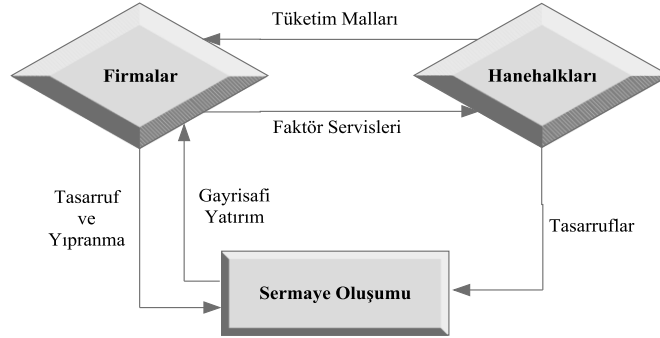 Tüketim Malları
Firmalar
Hanehalkları
Faktör Servisleri
Tasarruf
ve
Yıpranma
Gayrisafi
Yatırım
Tasarruflar
Sermaye Oluşumu